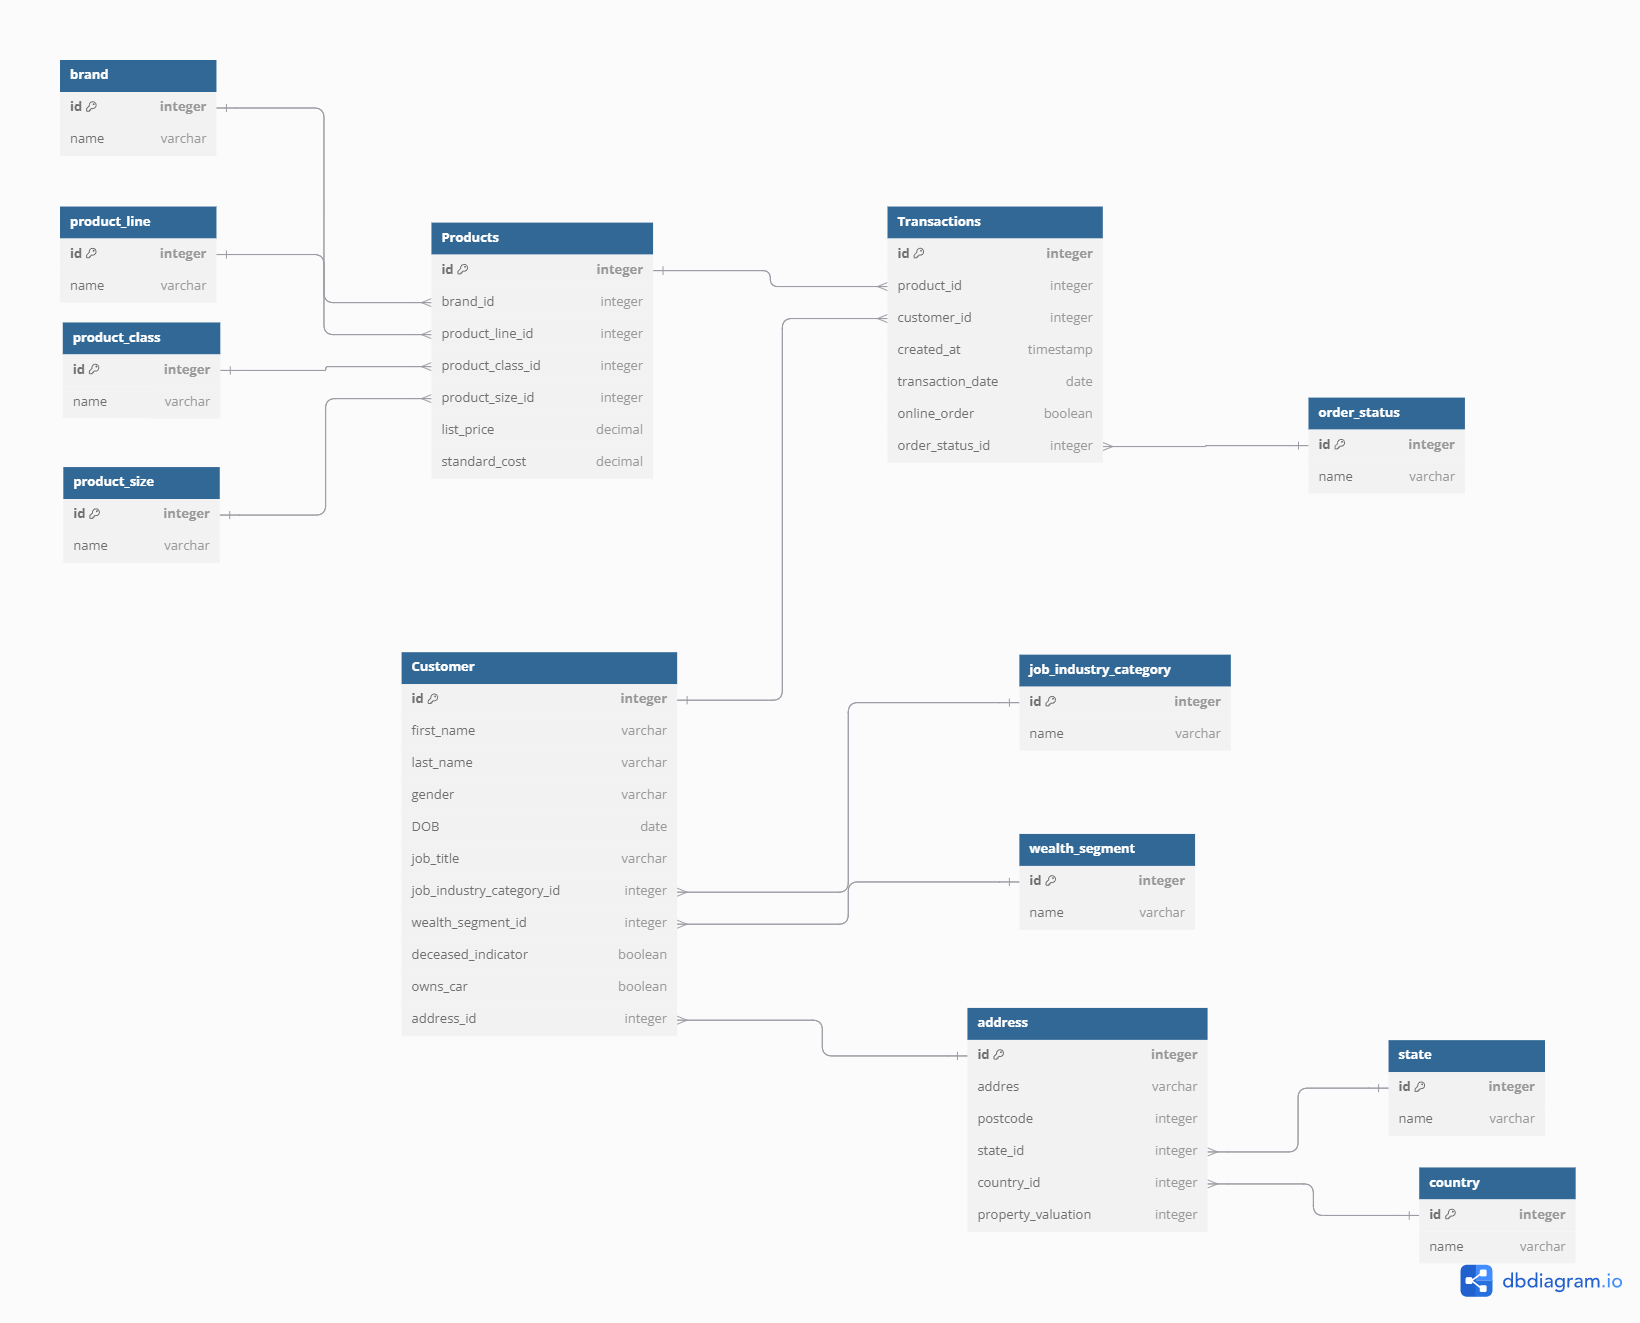 brand
id integer
name varchar
product_line
id integer
name varchar
product_class
id integer
name varchar
product_size
id integer
name varchar
Products
id integer
brand_id integer
product_line_id integer
product_class_id integer
product_size_id integer
list_price decimal
standard_cost decimal
Transactions
id integer
product_id integer
customer_id integer
created_at timestamp
transaction_date date
online_order boolean
order_status_id integer
order_status
id integer
name varchar
Customer
id integer
first_name varchar
last_name varchar
gender varchar
DOB date
job_title varchar
job_industry_category_id integer
wealth_segment_id integer
deceased_indicator boolean
owns_car boolean
address_id integer
job_industry_category
id integer
name varchar
wealth_segment
id integer
name varchar
address
id integer
addres varchar
postcode integer
state_id integer
country_id integer
property_valuation integer
state
id integer
name varchar
country
id integer
name varchar
dbdiagram.io